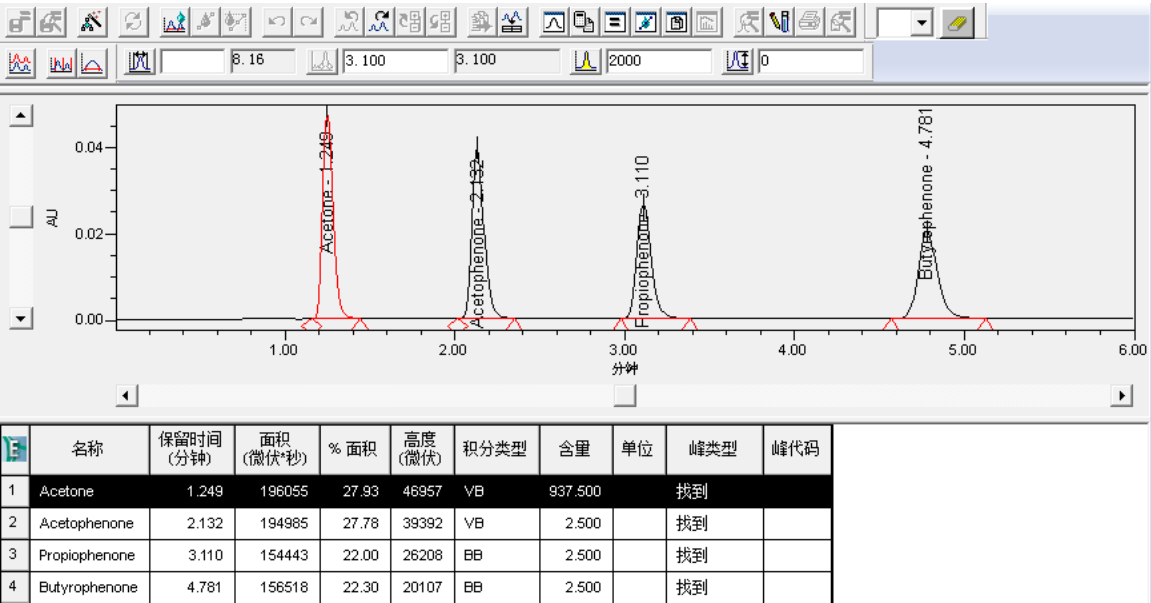 8.16 3.100 3.100 2000 0
Acetone - 1.249
Acetophenone - 2.132
Propiophenone - 3.110
Butyrophenone - 4.781
AU
0.04
0.02
0.00
1.00 2.00 3.00 4.00 5.00 6.00
分钟
名称 保留时间 (分钟) 面积 (微伏*秒) % 面积 高度 (微伏) 积分类型 含量 单位 峰类型 峰代码
1 Acetone 1.249 196055 27.93 46957 VB 937.500 找到
2 Acetophenone 2.132 194985 27.78 39392 VB 2.500 找到
3 Propiophenone 3.110 154443 22.00 26208 BB 2.500 找到
4 Butyrophenone 4.781 156518 22.30 20107 BB 2.500 找到